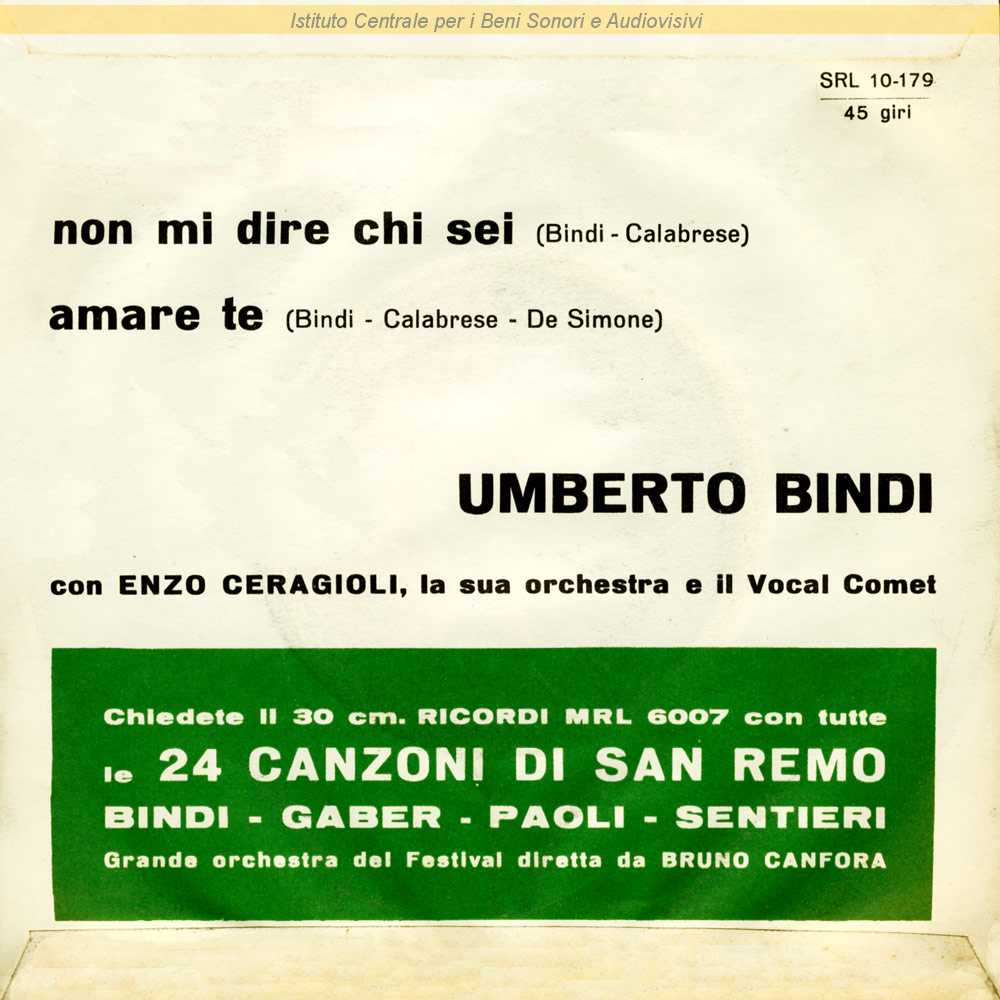 Istituto Centrale per i Beni Sonori e Audiovisivi
SRL 10-179
45 giri
non mi dire chi sei (Bindi - Calabrese)
amare te (Bindi - Calabrese - De Simone)
UMBERTO BINDI
con ENZO CERAGIOLI, la sua orchestra e il Vocal Comet
Chiedete il 30 cm. RICORDI MRL 6007 con tutte
le 24 CANZONI DI SAN REMO
BINDI - GABER - PAOLI - SENTIERI
Grande orchestra del Festival diretta da BRUNO CANFORA